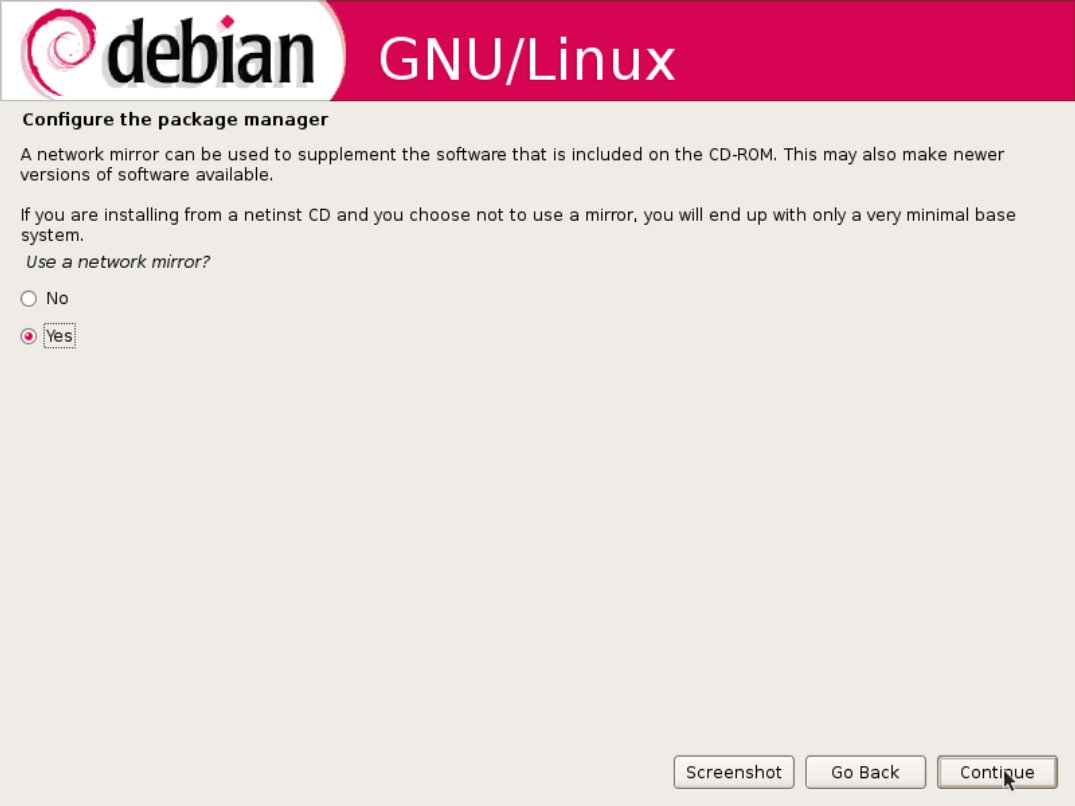 debian GNU/Linux
Configure the package manager
A network mirror can be used to supplement the software that is included on the CD-ROM. This may also make newer
versions of software available.
If you are installing from a netinst CD and you choose not to use a mirror, you will end up with only a very minimal base
system.
Use a network mirror?
No
Yes
Screenshot Go Back Continue